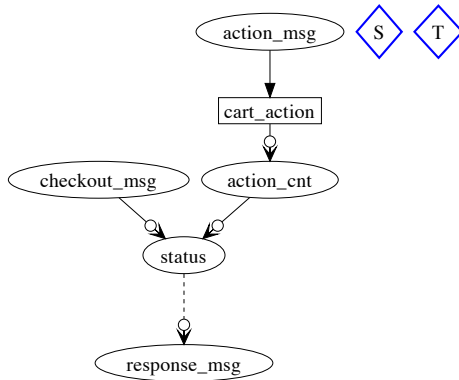 action_msg
S
T
cart_action
checkout_msg
action_cnt
status
response_msg